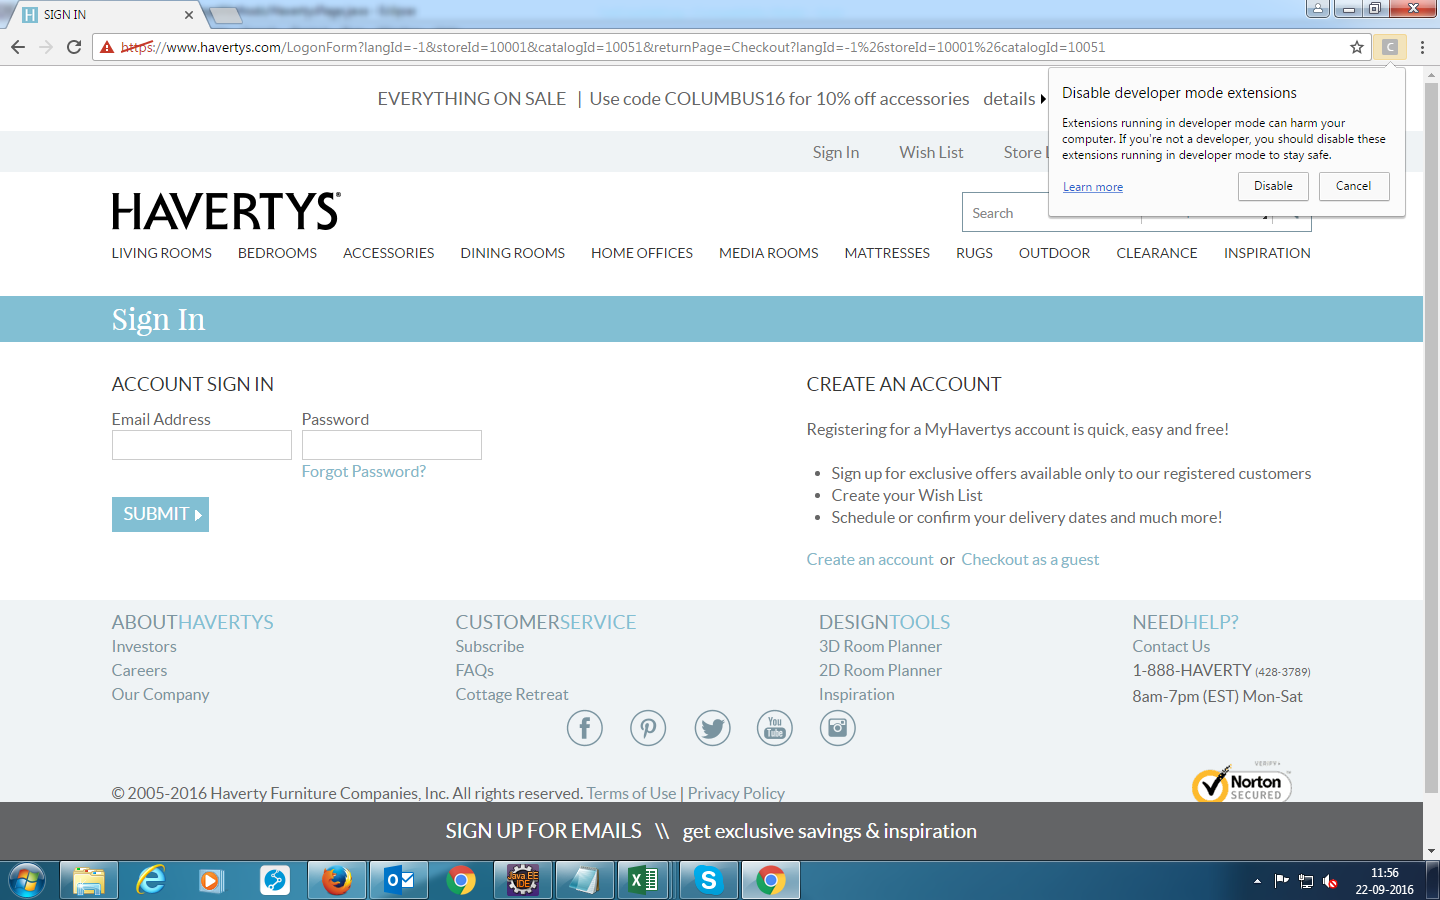 SIGN IN
https://www.havertys.com/LogonForm?langId=-1&storeId=10001&catalogId=10051&returnPage=Checkout?langId=-1%26storeId=10001%26catalogId=10051
C
EVERYTHING ON SALE | Use code COLUMBUS16 for 10% off accessories details
Disable developer mode extensions
Extensions running in developer mode can harm your
computer. If you're not a developer, you should disable these
extensions running in developer mode to stay safe.
Learn more
Disable
Cancel
Sign In
Wish List
Store
HAVERTYS®
Search
LIVING ROOMS BEDROOMS ACCESSORIES DINING ROOMS HOME OFFICES MEDIA ROOMS MATTRESSES RUGS OUTDOOR CLEARANCE INSPIRATION
Sign In
ACCOUNT SIGN IN
Email Address
Password
Forgot Password?
SUBMIT
CREATE AN ACCOUNT
Registering for a MyHavertys account is quick, easy and free!
• Sign up for exclusive offers available only to our registered customers
• Create your Wish List
• Schedule or confirm your delivery dates and much more!
Create an account or Checkout as a guest
ABOUTHAVERTYS
Investors
Careers
Our Company
CUSTOMERSERVICE
Subscribe
FAQs
Cottage Retreat
DESIGNTOOLS
3D Room Planner
2D Room Planner
Inspiration
NEEDHELP?
Contact Us
1-888-HAVERTY (428-3789)
8am-7pm (EST) Mon-Sat
You
Tube
© 2005-2016 Haverty Furniture Companies, Inc. All rights reserved. Terms of Use | Privacy Policy
VERIFY
Norton
SECURED
SIGN UP FOR EMAILS \\ get exclusive savings & inspiration
Java EE
IDE
11:56
22-09-2016